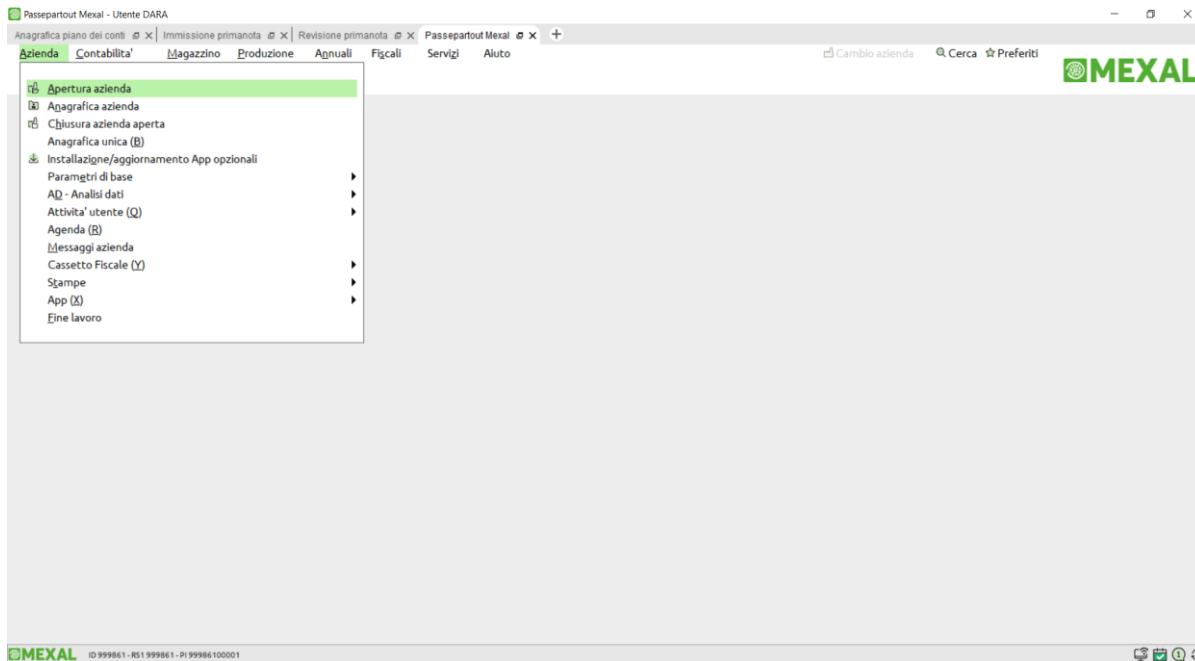 Passepartout Mexal - Utente DARA
Anagrafica piano dei conti Immissione primanota Revisione primanota Passepartout Mexal
Azienda Contabilita' Magazzino Produzione Annuali Fiscali Servizi Aiuto Cambio azienda Cerca Preferiti
MEXAL
Apertura azienda
Anagrafica azienda
Chiusura azienda aperta
Anagrafica unica (B)
Installazione/aggiornamento App opzionali
Parametri di base
AD - Analisi dati
Attivita' utente (Q)
Agenda (R)
Messaggi azienda
Cassetto Fiscale (Y)
Stampe
App (X)
Fine lavoro
MEXAL ID 999861 - RS1 999861 - PI 99986100001 1